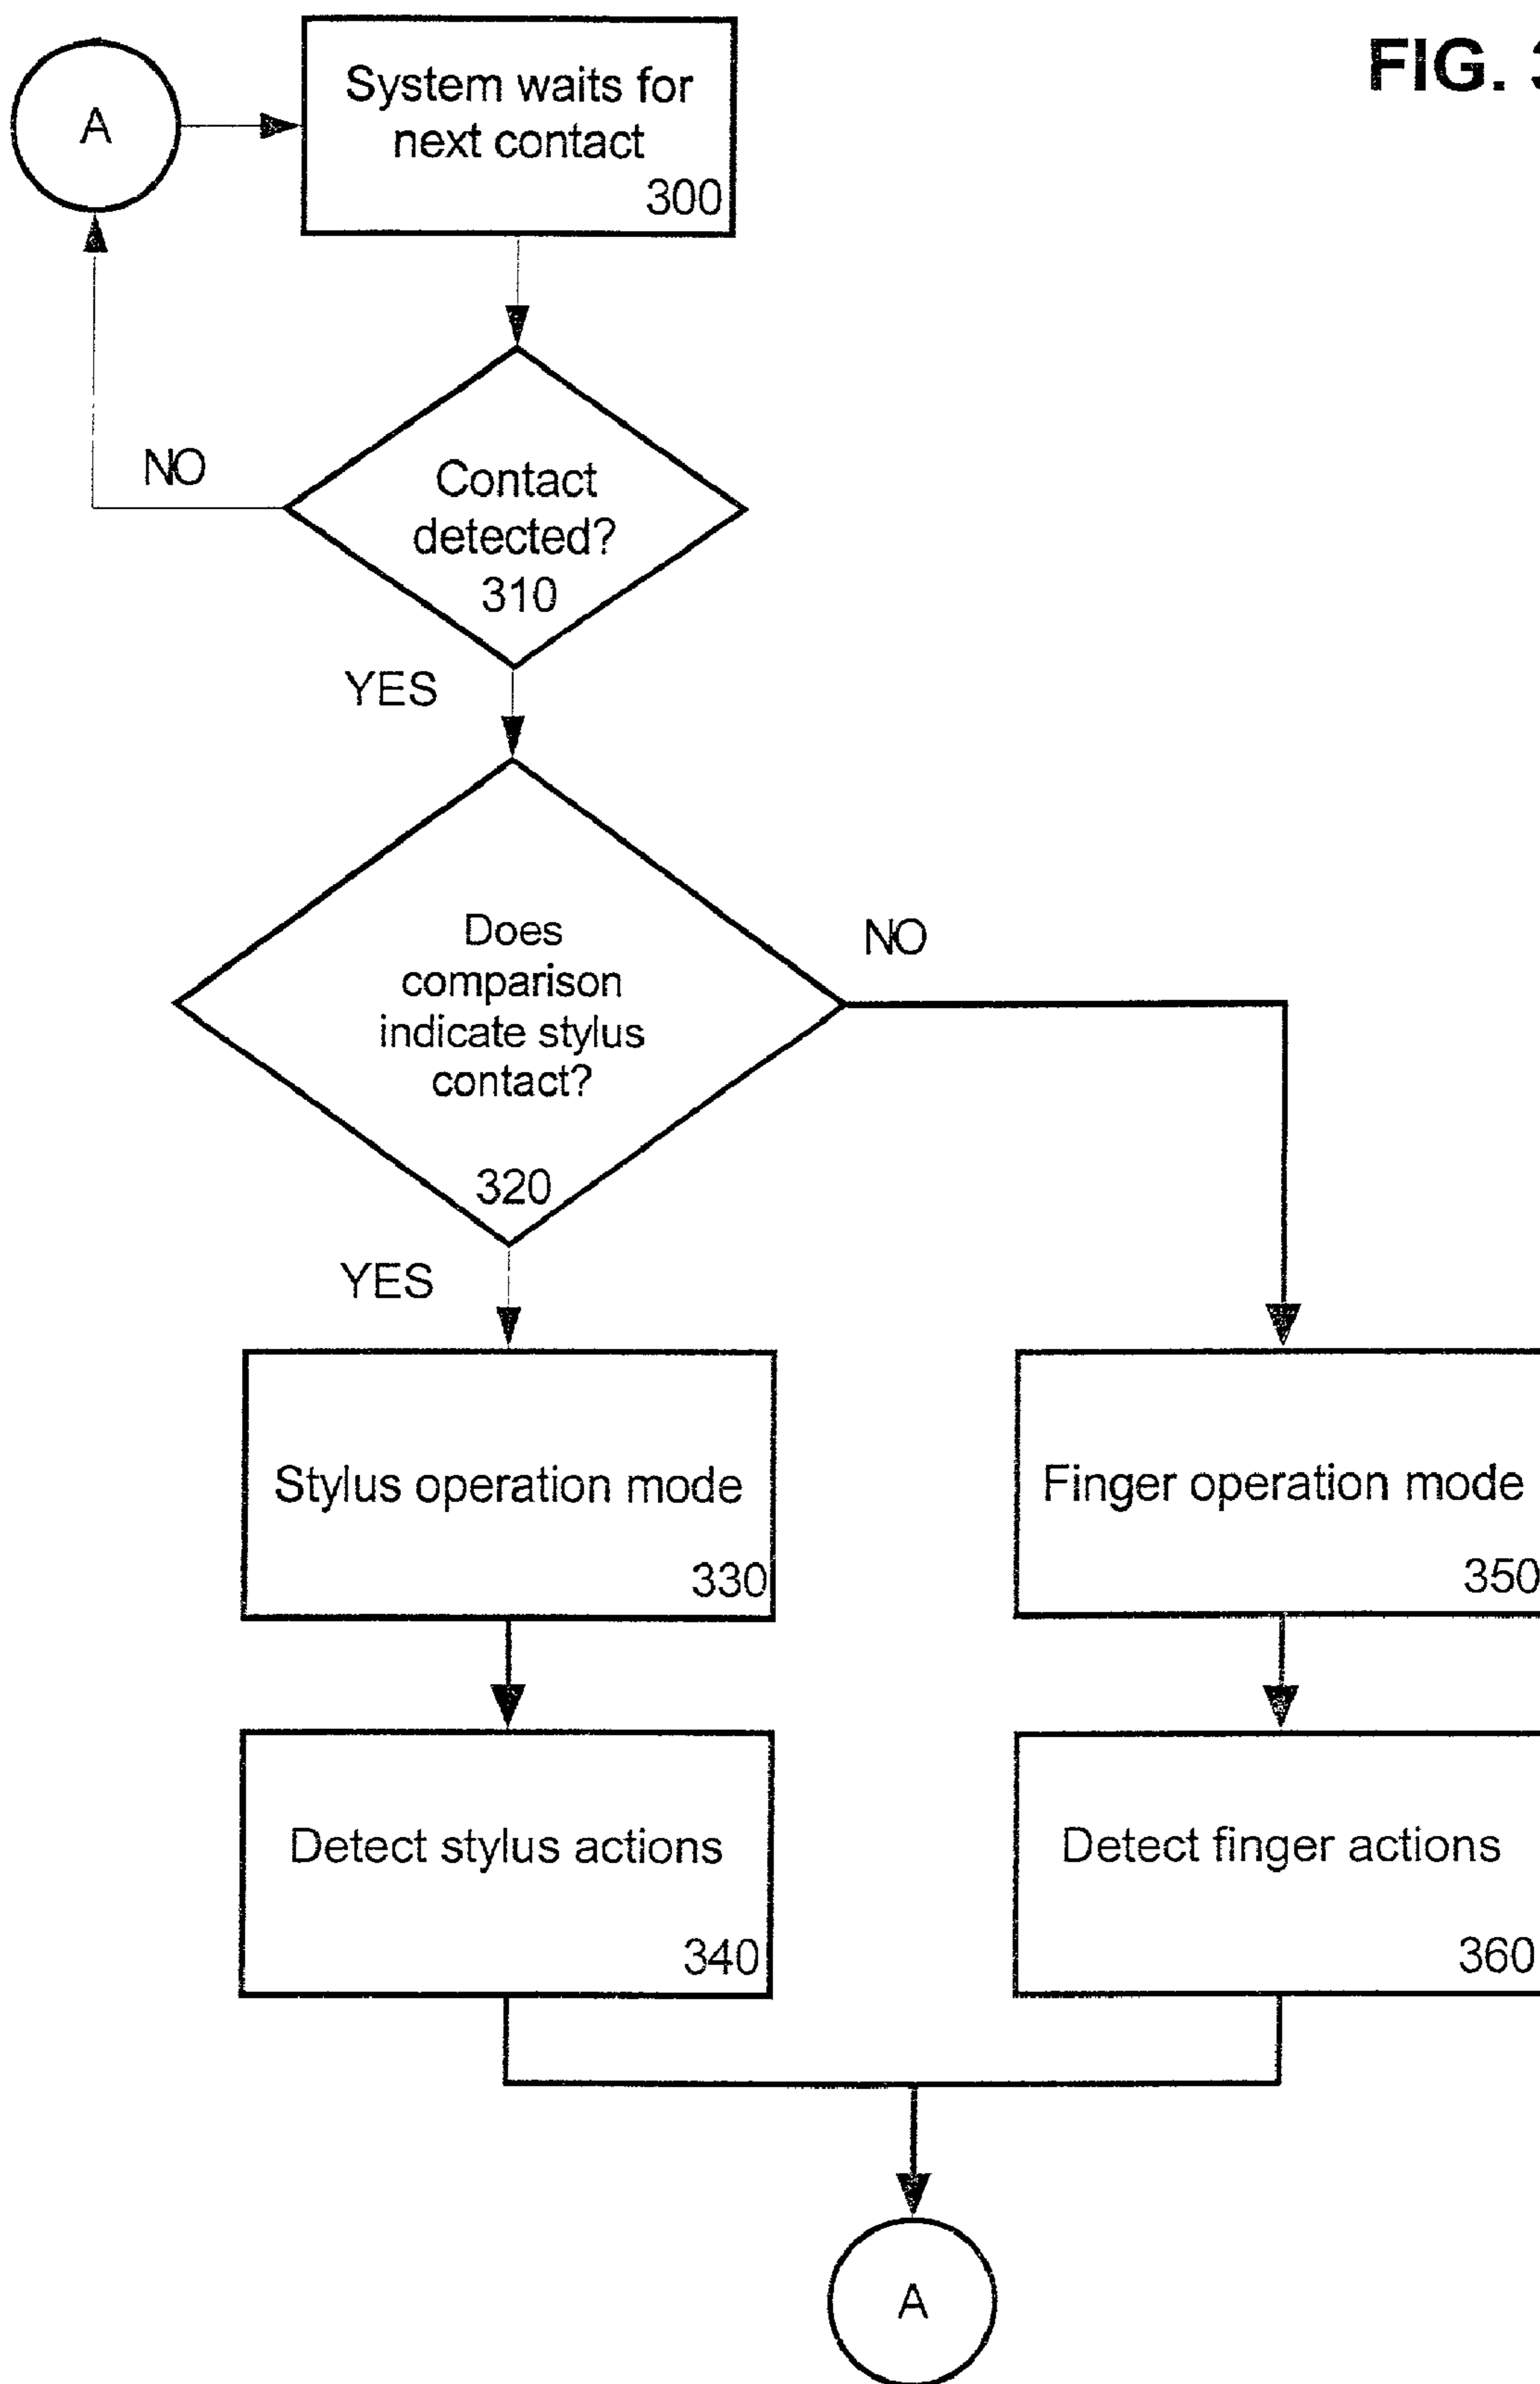 FIG. 3
A
System waits for
next contact
300
NO
Contact
detected?
310
YES
Does
comparison
indicate stylus
contact?
320
NO
YES
Stylus operation mode
330
Finger operation mode
350
Detect stylus actions
340
Detect finger actions
360
A